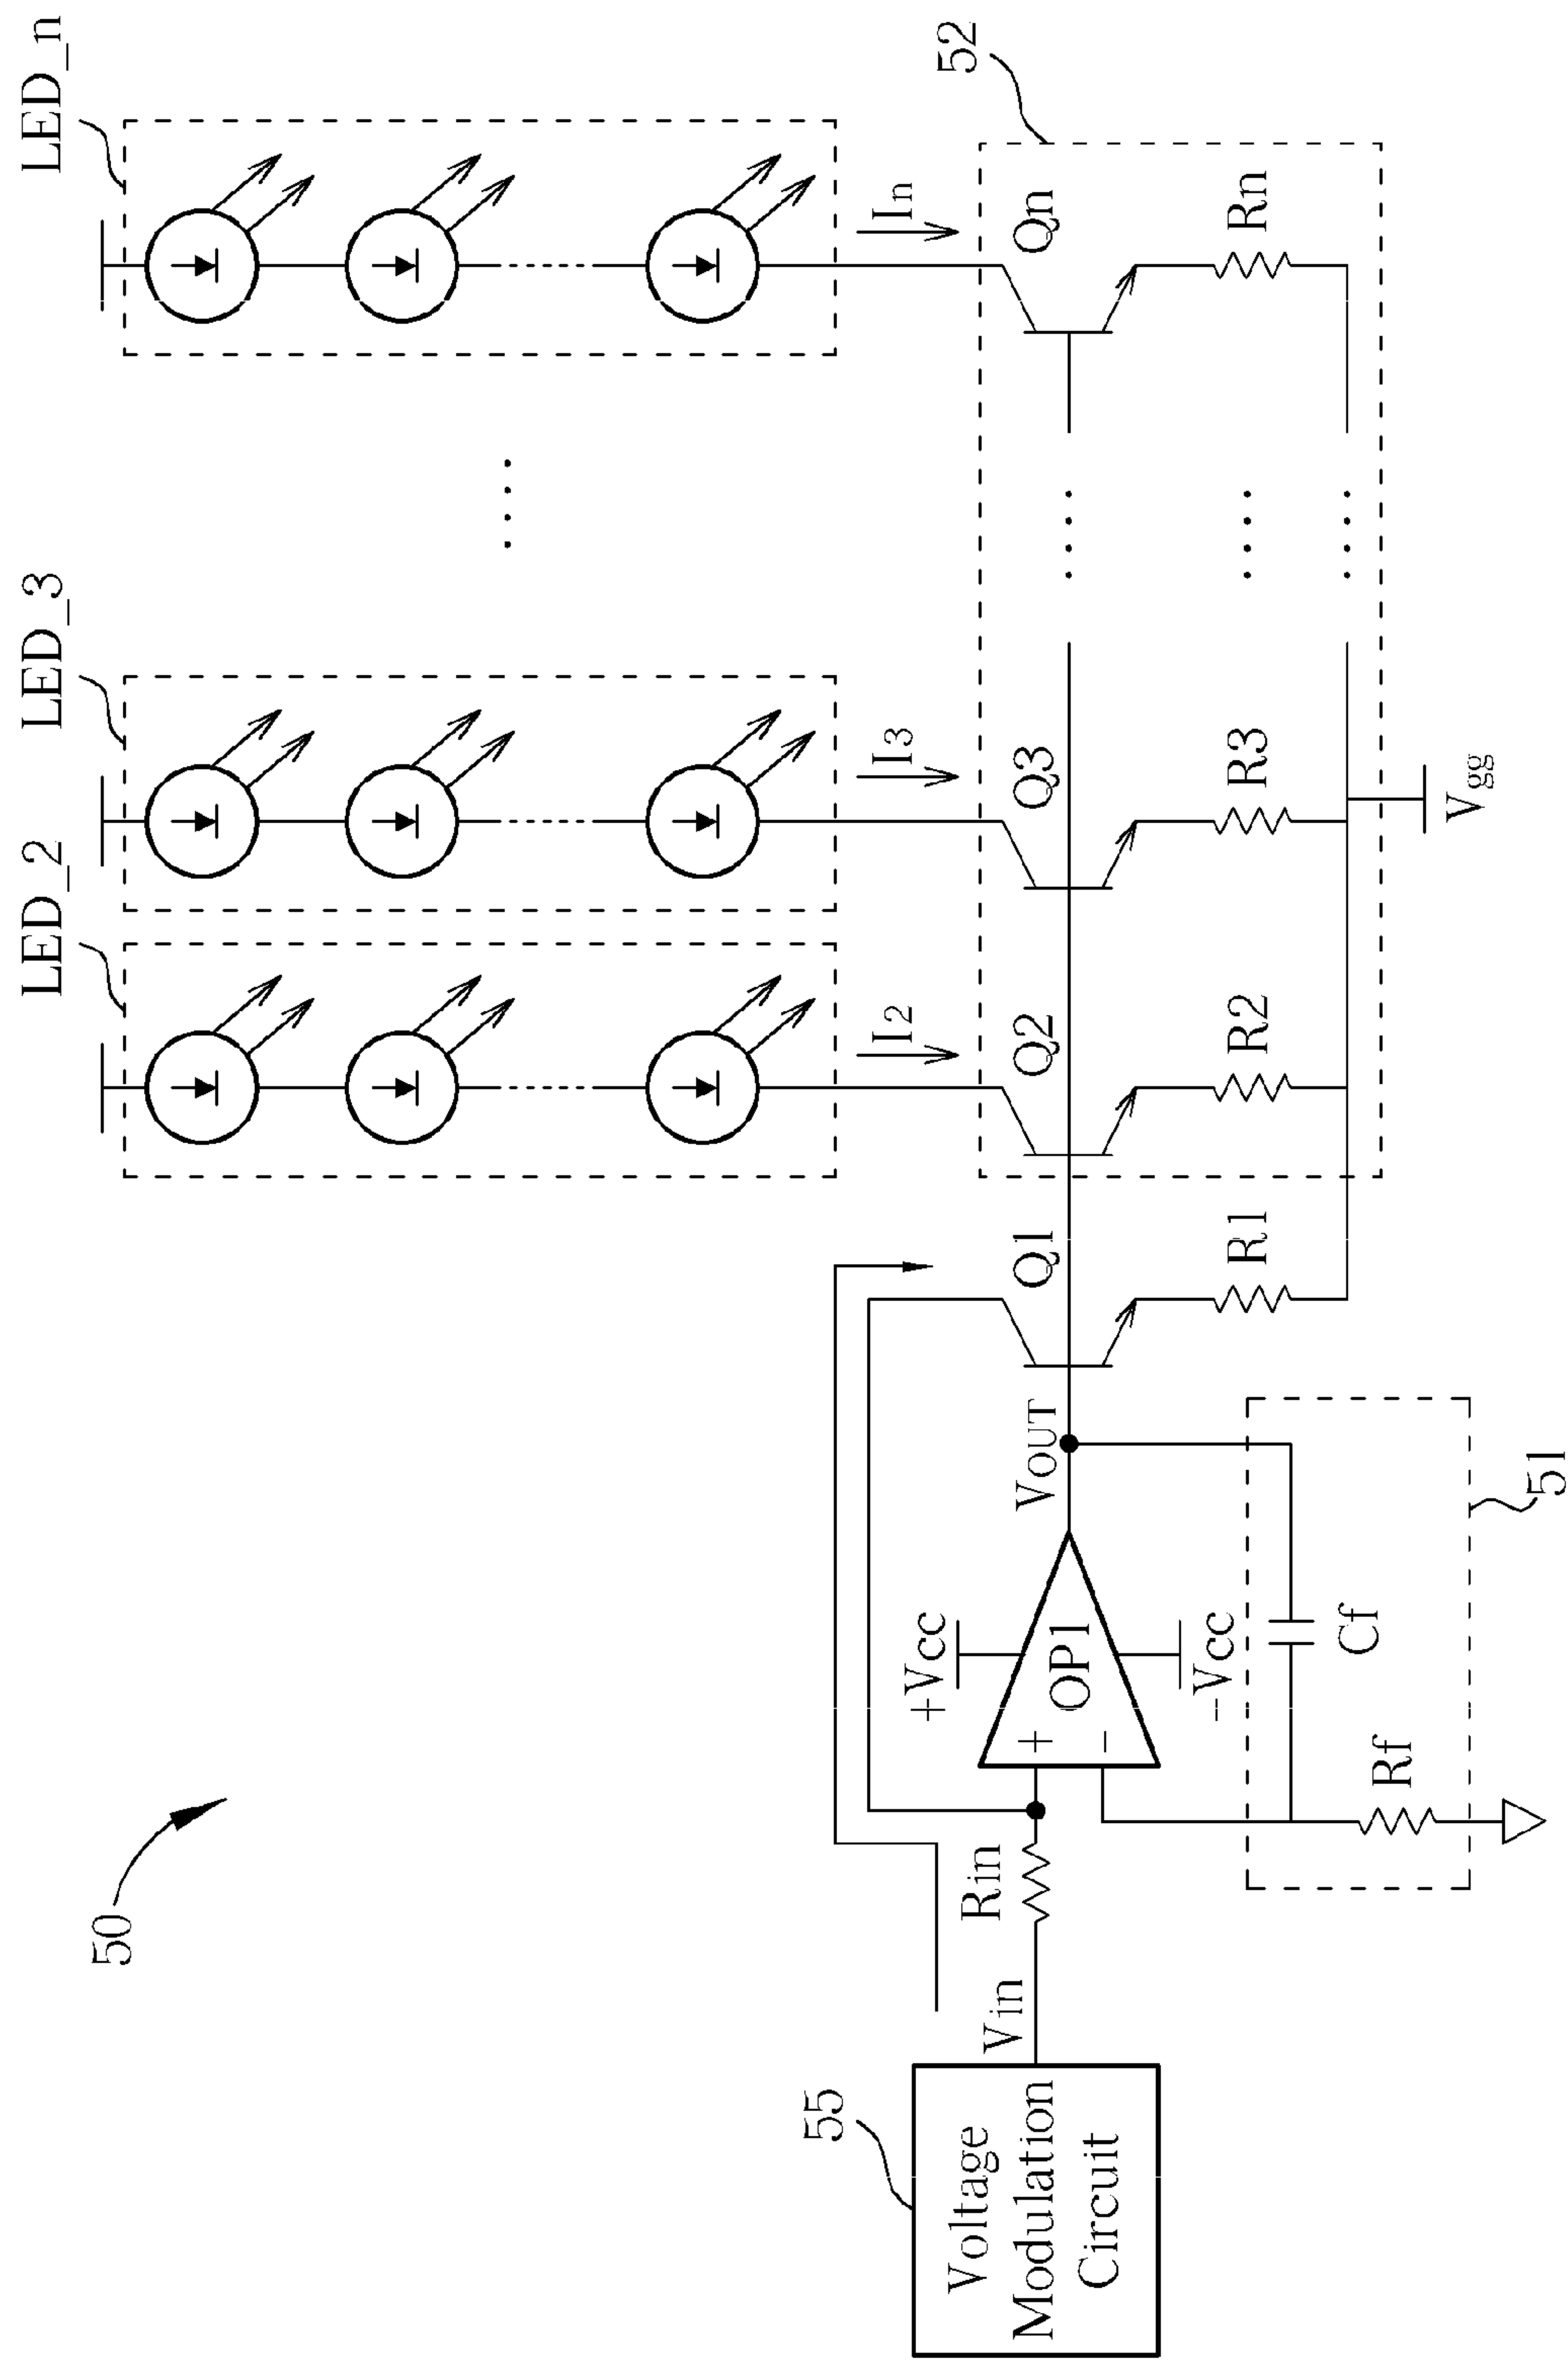 50
LED_2
LED_3
LED_n
I2
I3
In
52
Q1
Q2
Q3
Qn
R1
R2
R3
Rn
Vgg
55
Voltage
Modulation
Circuit
Vin
Rin
+Vcc
+
OP1
-
-Vcc
VOUT
Cf
Rf
51